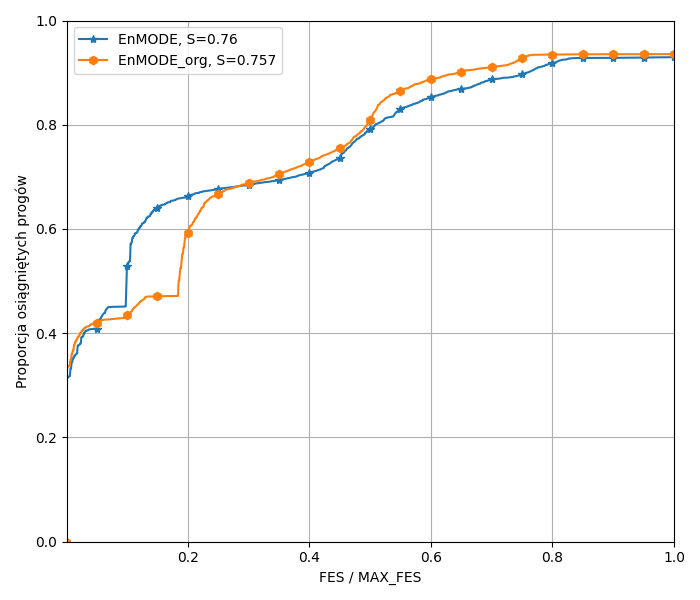 EnMODE, S=0.76
EnMODE_org, S=0.757
1.0
0.8
0.6
0.4
0.2
0.0
Proporcja osiągniętych progów
0.2 0.4 0.6 0.8 1.0
FES / MAX_FES